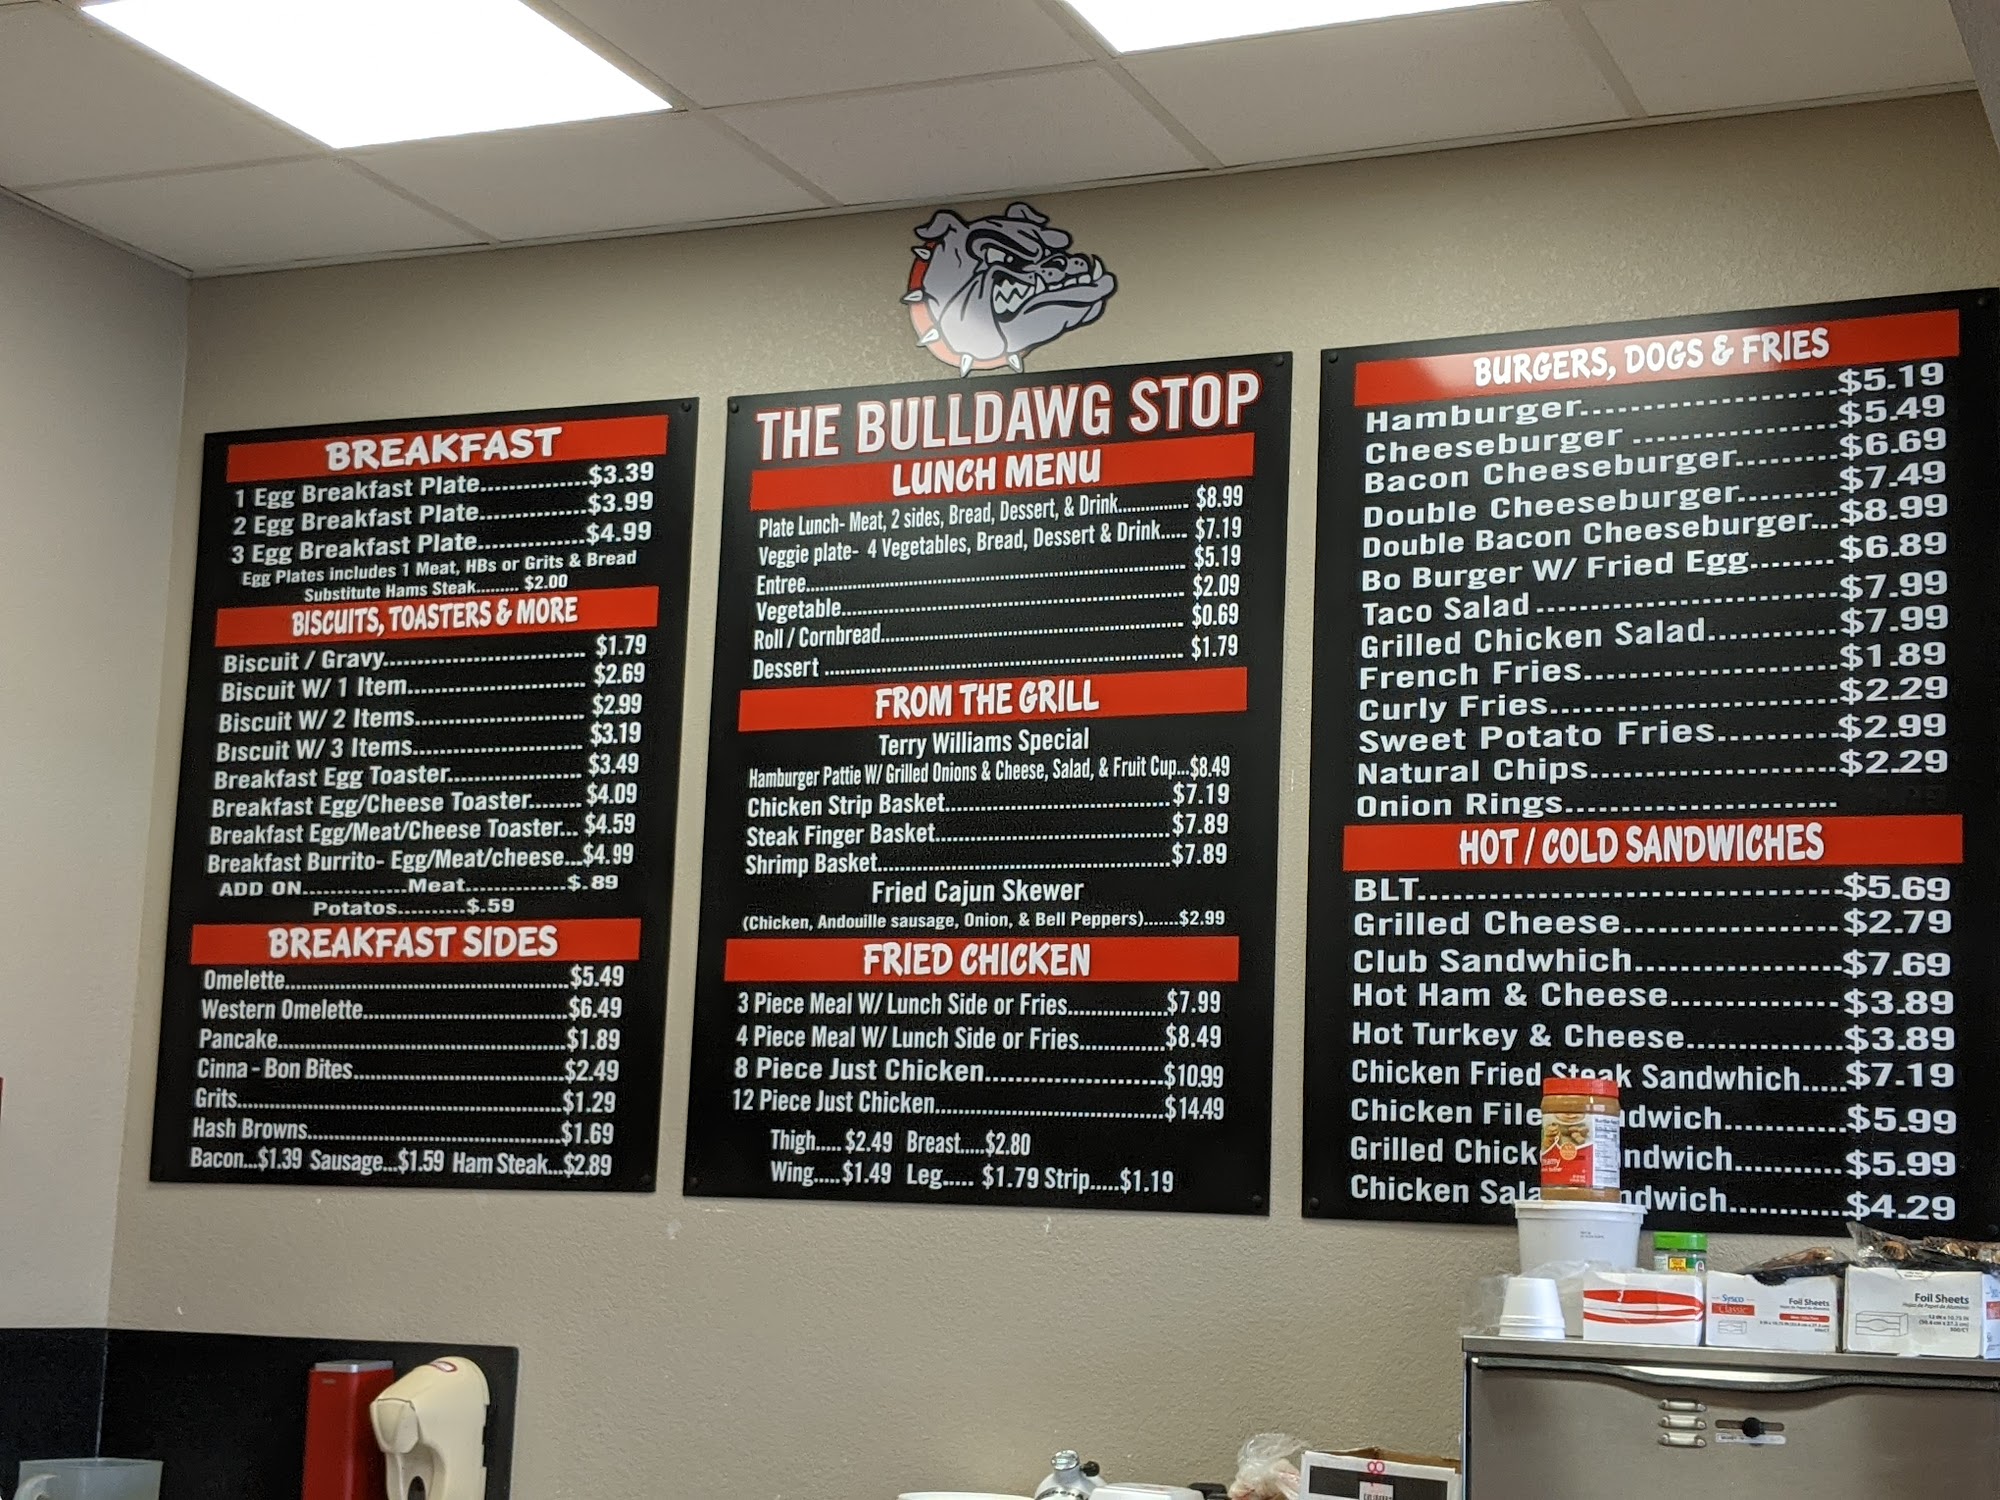 BREAKFAST
1 Egg Breakfast Plate................$3.39
2 Egg Breakfast Plate................$3.99
3 Egg Breakfast Plate................$4.99
Egg Plates includes 1 Meat, HBs or Grits & Bread
Substitute Hams Steak......... $2.00
BISCUITS, TOASTERS & MORE
Biscuit / Gravy.............................. $1.79
Biscuit W/ 1 Item.......................... $2.69
Biscuit W/ 2 Items......................... $2.99
Biscuit W/ 3 Items......................... $3.19
Breakfast Egg Toaster.................... $3.49
Breakfast Egg/Cheese Toaster........ $4.09
Breakfast Egg/Meat/Cheese Toaster... $4.59
Breakfast Burrito- Egg/Meat/cheese...$4.99
ADD ON..............Meat..............$.89
Potatos..........$.59
BREAKFAST SIDES
Omelette...........................................$5.49
Western Omelette...............................$6.49
Pancake............................................$1.89
Cinna - Bon Bites................................$2.49
Grits..................................................$1.29
Hash Browns......................................$1.69
Bacon...$1.39 Sausage...$1.59 Ham Steak...$2.89
THE BULLDAWG STOP
LUNCH MENU
Plate Lunch- Meat, 2 sides, Bread, Dessert, & Drink............... $8.99
Veggie plate- 4 Vegetables, Bread, Dessert & Drink..... $7.19
Entree...................................................... $5.19
Vegetable................................................. $2.09
Roll / Cornbread........................................ $0.69
Dessert .................................................... $1.79
FROM THE GRILL
Terry Williams Special
Hamburger Pattie W/ Grilled Onions & Cheese, Salad, & Fruit Cup...$8.49
Chicken Strip Basket.................................$7.19
Steak Finger Basket..................................$7.89
Shrimp Basket..........................................$7.89
Fried Cajun Skewer
(Chicken, Andouille sausage, Onion, & Bell Peppers).......$2.99
FRIED CHICKEN
3 Piece Meal W/ Lunch Side or Fries...............$7.99
4 Piece Meal W/ Lunch Side or Fries.............$8.49
8 Piece Just Chicken.........................$10.99
12 Piece Just Chicken................................$14.49
Thigh..... $2.49 Breast.....$2.80
Wing.....$1.49 Leg..... $1.79 Strip.....$1.19
BURGERS, DOGS & FRIES
Hamburger..........................$5.19
Cheeseburger .....................$5.49
Bacon Cheeseburger..........$6.69
Double Cheeseburger..........$7.49
Double Bacon Cheeseburger...$8.99
Bo Burger W/ Fried Egg........$6.89
Taco Salad ..............................$7.99
Grilled Chicken Salad.............$7.99
French Fries..........................$1.89
Curly Fries.............................$2.29
Sweet Potato Fries............$2.99
Natural Chips.........................$2.29
Onion Rings...........................
HOT / COLD SANDWICHES
BLT..........................................$5.69
Grilled Cheese......................$2.79
Club Sandwhich.....................$7.69
Hot Ham & Cheese.................$3.89
Hot Turkey & Cheese...............$3.89
Chicken Fried Steak Sandwhich.....$7.19
Chicken File ndwich............$5.99
Grilled Chick ndwich...........$5.99
Chicken Sala ndwich............$4.29
Sysco
Classic
Foil Sheets
Foil Sheets